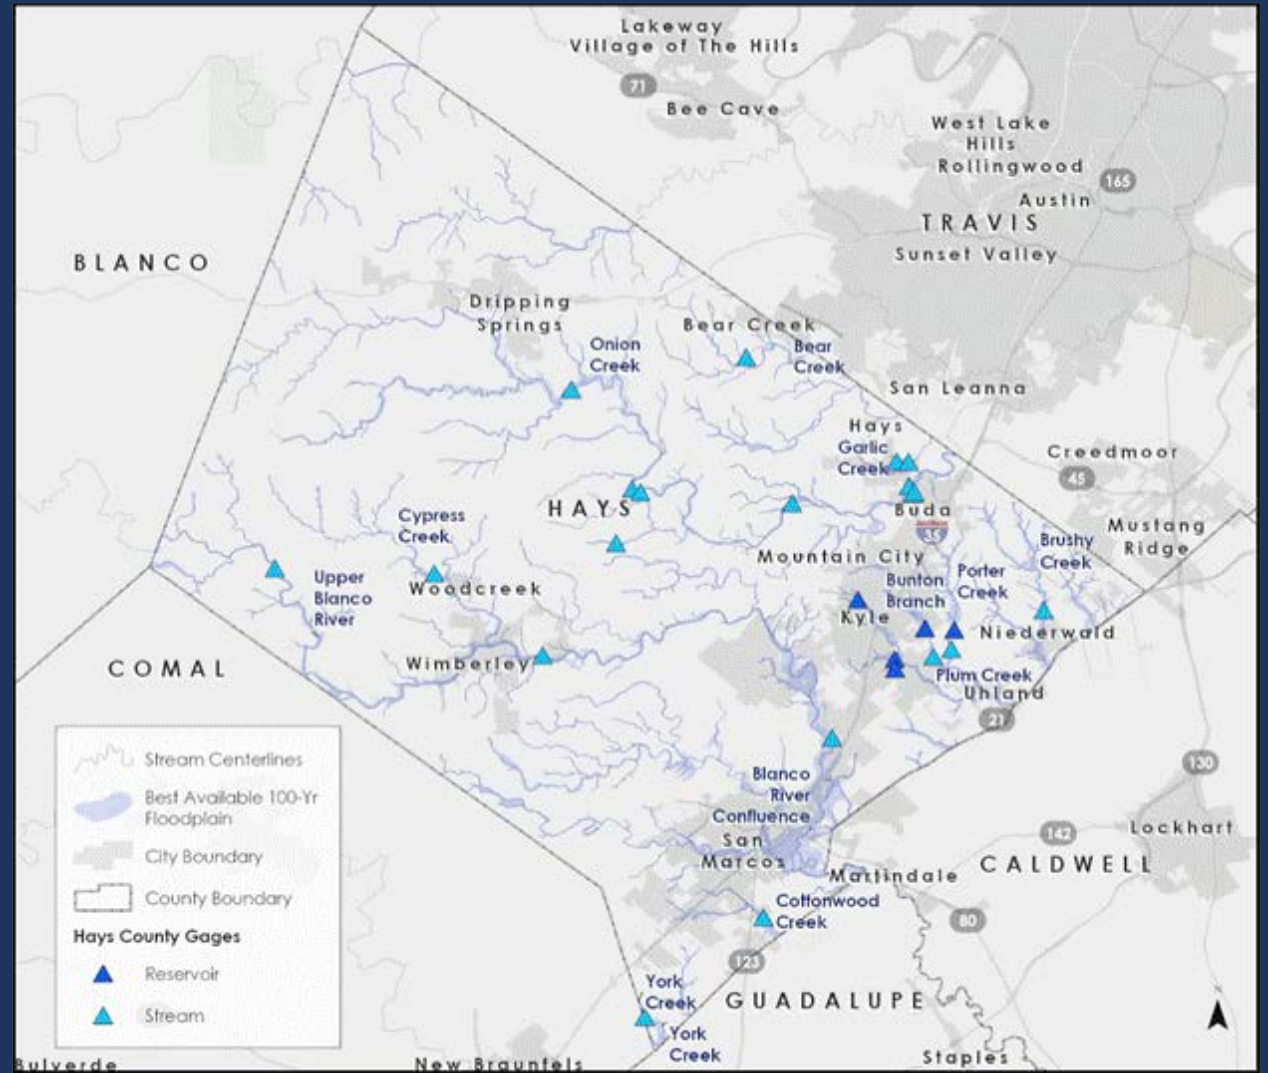 Lakeway
Village of The Hills
71
Bee Cave
West Lake
Hills
Rollingwood
165
Austin
TRAVIS
Sunset Valley
BLANCO
Dripping
Springs
Bear Creek
Onion
Creek
Bear
Creek
San Leanna
Hays
Garlic
Creek
Creedmoor
45
HAYS
Buda
35
Mustang
Ridge
Cypress
Creek
Brushy
Creek
Mountain City
Upper
Blanco
River
Woodcreek
Bunton
Branch
Porter
Creek
Kyle
Niederwald
COMAL
Wimberley
Plum Creek
Uhland
21
Blanco
River
Confluence
130
San
Marcos
142
Lockhart
CALDWELL
Martindale
Cottonwood
Creek
80
123
York
Creek
GUADALUPE
York
Creek
Staples
Bulverde
New Braunfels
Stream Centerlines
Best Available 100-Yr
Floodplain
City Boundary
County Boundary
Hays County Gages
Reservoir
Stream